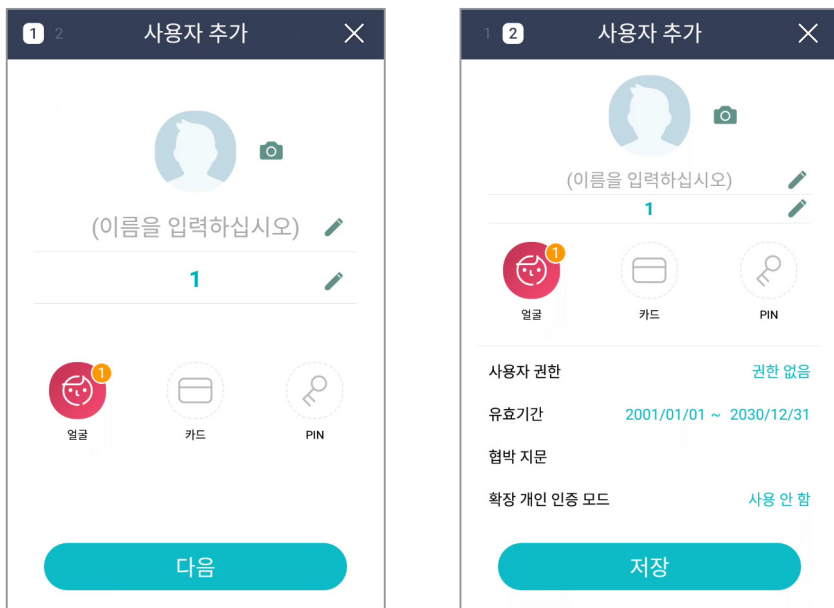 1 2 사용자 추가
(이름을 입력하십시오)
1
1
얼굴 카드 PIN
다음
1 2 사용자 추가
(이름을 입력하십시오)
1
1
얼굴 카드 PIN
사용자 권한 권한 없음
유효기간 2001/01/01 ~ 2030/12/31
협박 지문
확장 개인 인증 모드 사용 안 함
저장